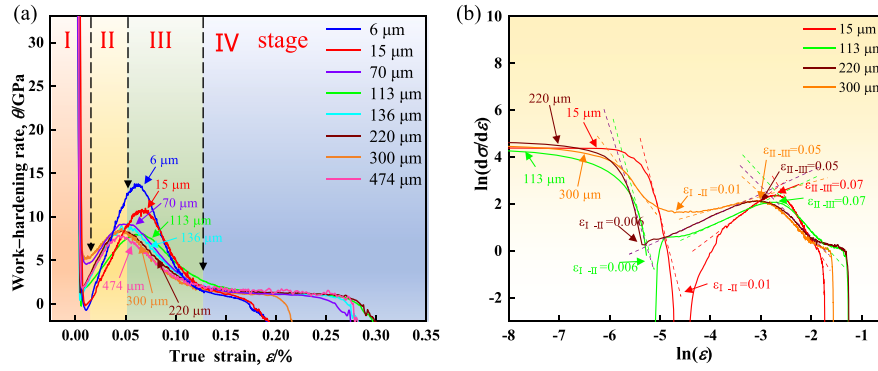 (a)
I
II
III
IV stage
6 μm
15 μm
70 μm
113 μm
136 μm
220 μm
300 μm
474 μm
6 μm
15 μm
70 μm
113 μm
136 μm
474 μm
300 μm
220 μm
30
25
20
15
10
5
0
0.00 0.05 0.10 0.15 0.20 0.25 0.30 0.35
Work–hardening rate, θ/GPa
True strain, ε/%
(b)
15 μm
113 μm
220 μm
300 μm
220 μm
15 μm
113 μm
300 μm
εI -II=0.01
εII-III=0.05
εII-III=0.05
εII-III=0.07
εII-III=0.07
εI -II=0.006
εI -II=0.006
εI -II=0.01
10
8
6
4
2
0
-2
-8 -7 -6 -5 -4 -3 -2 -1
ln(dσ/dε)
ln(ε)